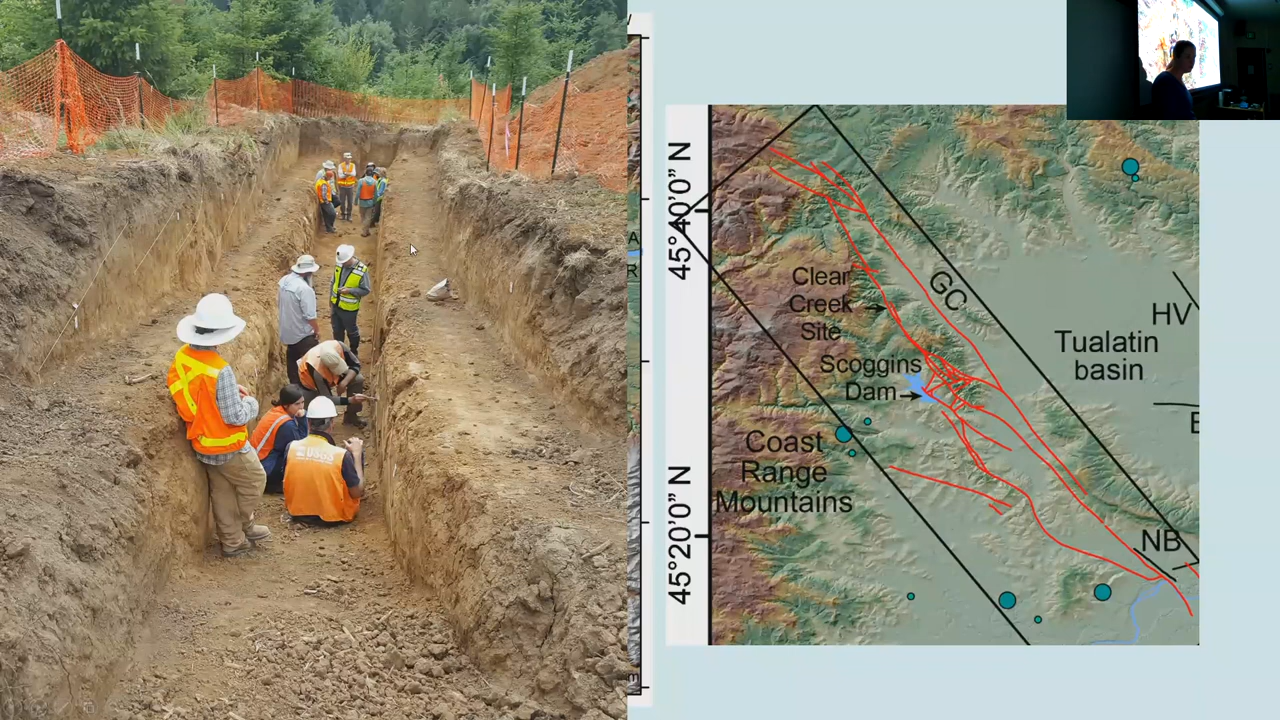 USGS
A
R
45°40'0" N
45°20'0" N
Clear
Creek
Site
GC
HV
Tualatin
basin
Scoggins
Dam
E
Coast
Range
Mountains
NB